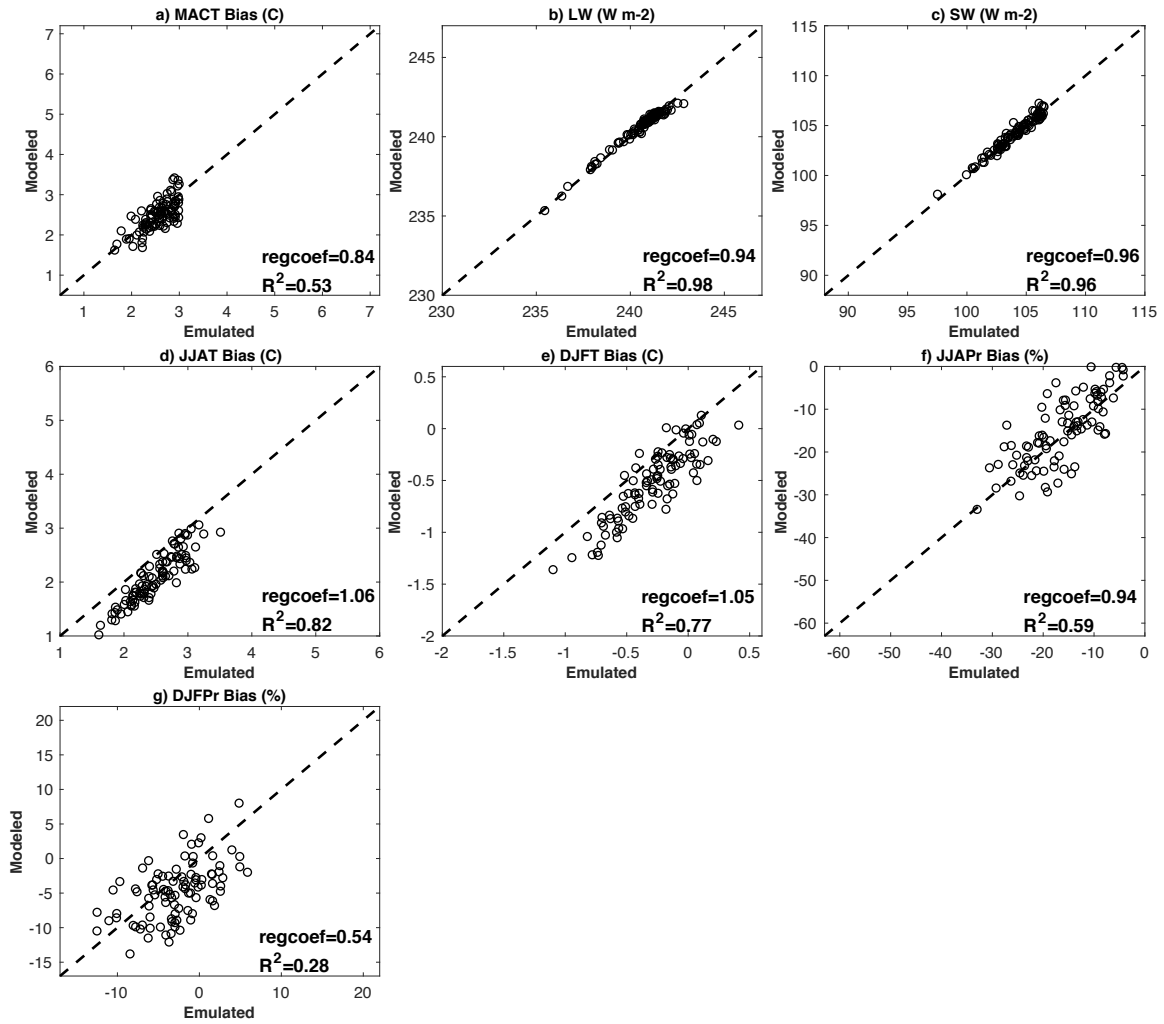 a) MACT Bias (C)
7
6
5
4
3
2
1
1 2 3 4 5 6 7
Modeled
Emulated
regcoef=0.84
R²=0.53
b) LW (W m-2)
245
240
235
230
230 235 240 245
Modeled
Emulated
regcoef=0.94
R²=0.98
c) SW (W m-2)
115
110
105
100
95
90
90 95 100 105 110 115
Modeled
Emulated
regcoef=0.96
R²=0.96
d) JJAT Bias (C)
6
5
4
3
2
1
1 2 3 4 5 6
Modeled
Emulated
regcoef=1.06
R²=0.82
e) DJFT Bias (C)
0.5
0
-0.5
-1
-1.5
-2
-2 -1.5 -1 -0.5 0 0.5
Modeled
Emulated
regcoef=1.05
R²=0.77
f) JJAPr Bias (%)
0
-10
-20
-30
-40
-50
-60
-60 -50 -40 -30 -20 -10 0
Modeled
Emulated
regcoef=0.94
R²=0.59
g) DJFPr Bias (%)
20
15
10
5
0
-5
-10
-15
-10 0 10 20
Modeled
Emulated
regcoef=0.54
R²=0.28